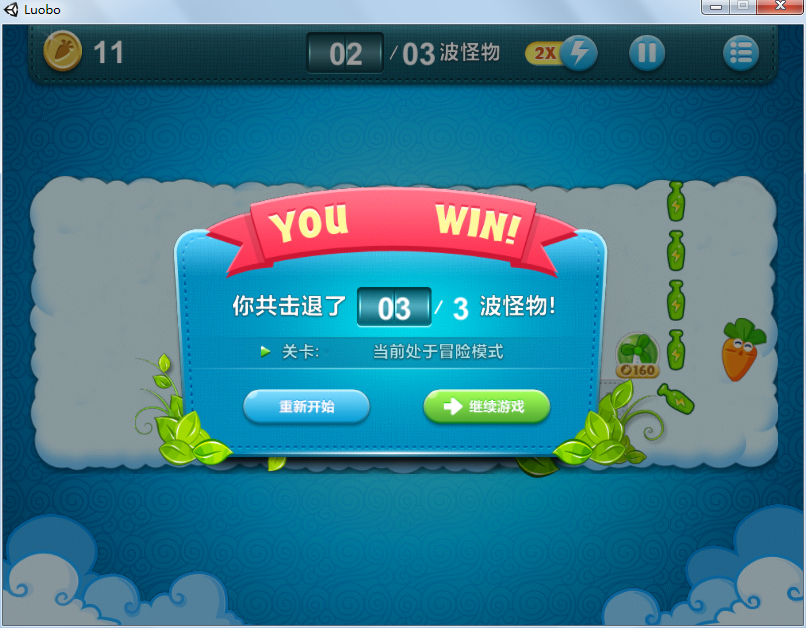 Luobo
11
02 / 03 波怪物 2X
YOU WIN!
你共击退了 03 / 3 波怪物!
关卡: 当前处于冒险模式
160
重新开始 继续游戏